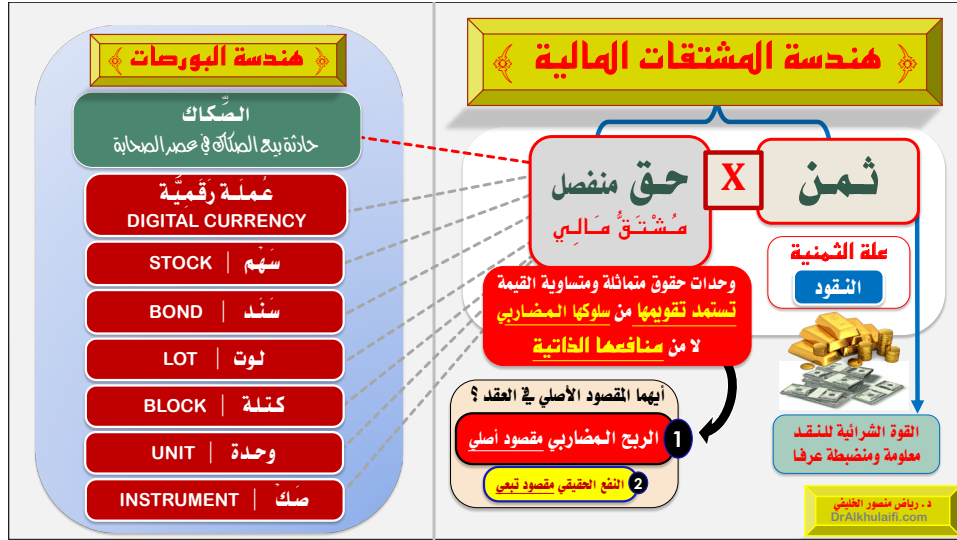 هندسة المشتقات المالية
ثمن
X
حق منفصل
مُشْتَقٌّ مَالِي
علة الثمنية
النقود
القوة الشرائية للنقد
معلومة ومنضبطة عرفا
وحدات حقوق متماثلة ومتساوية القيمة
تستمد تقويمها من سلوكها المضاربي
لا من منافعها الذاتية
أيهما المقصود الأصلي في العقد ؟
1 الربح المضاربي مقصود أصلي
2 النفع الحقيقي مقصود تبعي
د. رياض منصور الخليفي
DrAlkhulaifi.com
هندسة البورصات
الصِّكاك
حادثة بيع الصكاك في عصر الصحابة
عُملَة رَقَمِيَّة
DIGITAL CURRENCY
سَهْم | STOCK
سَنَد | BOND
لوت | LOT
كتلة | BLOCK
وحدة | UNIT
صَكّ | INSTRUMENT